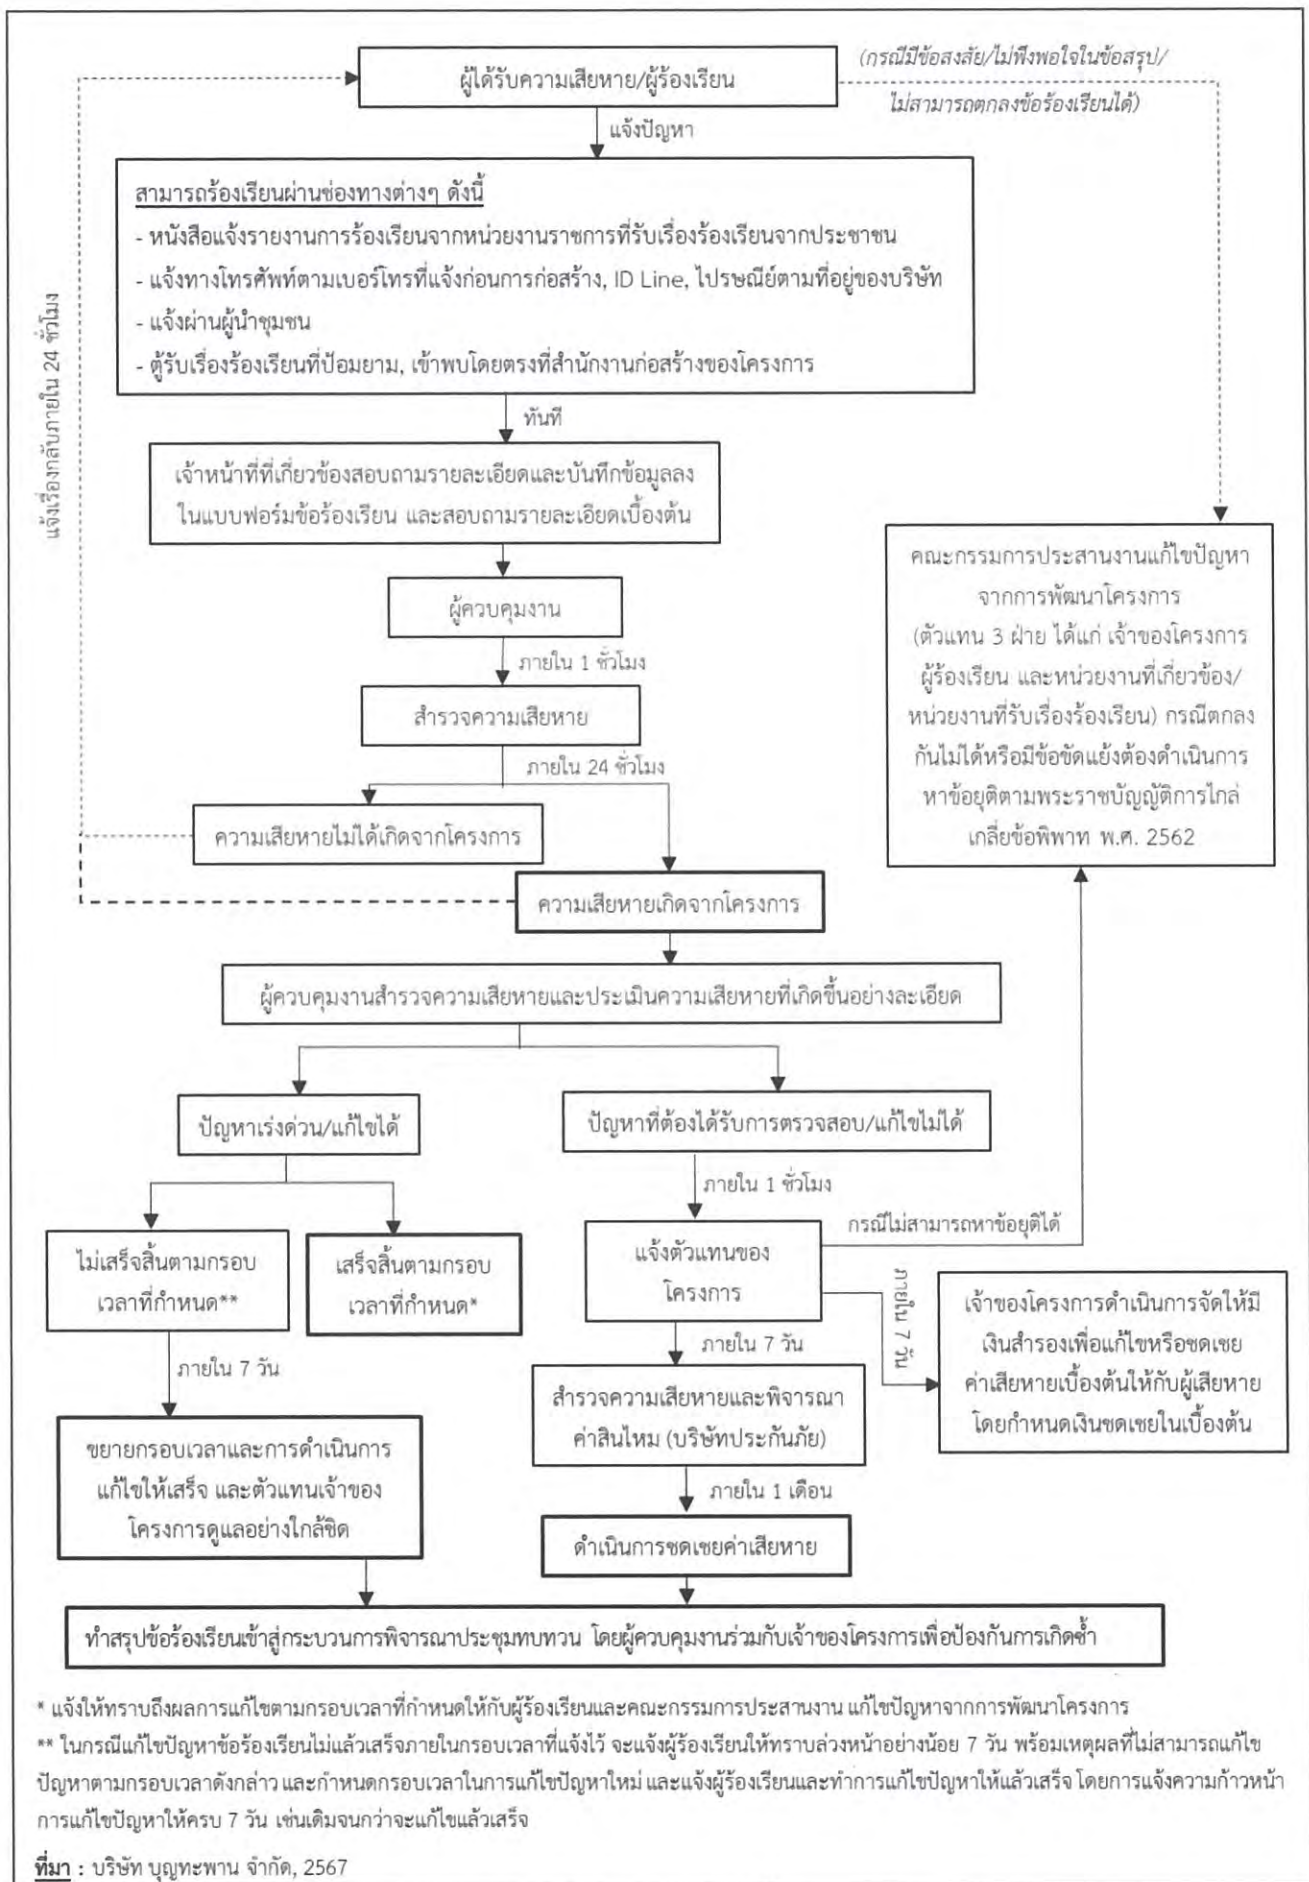 ผู้ได้รับความเสียหาย/ผู้ร้องเรียน
(กรณีมีข้อสงสัย/ไม่พึงพอใจในข้อสรุป/
ไม่สามารถตกลงข้อร้องเรียนได้)
แจ้งปัญหา
สามารถร้องเรียนผ่านช่องทางต่างๆ ดังนี้
- หนังสือแจ้งรายงานการร้องเรียนจากหน่วยงานราชการที่รับเรื่องร้องเรียนจากประชาชน
- แจ้งทางโทรศัพท์ตามเบอร์โทรที่แจ้งก่อนการก่อสร้าง, ID Line, ไปรษณีย์ตามที่อยู่ของบริษัท
- แจ้งผ่านผู้นำชุมชน
- ตู้รับเรื่องร้องเรียนที่ป้อมยาม, เข้าพบโดยตรงที่สำนักงานก่อสร้างของโครงการ
แจ้งเรื่องกลับภายใน 24 ชั่วโมง
ทันที
เจ้าหน้าที่ที่เกี่ยวข้องสอบถามรายละเอียดและบันทึกข้อมูลลง
ในแบบฟอร์มข้อร้องเรียน และสอบถามรายละเอียดเบื้องต้น
ผู้ควบคุมงาน
ภายใน 1 ชั่วโมง
สำรวจความเสียหาย
ภายใน 24 ชั่วโมง
ความเสียหายไม่ได้เกิดจากโครงการ
ความเสียหายเกิดจากโครงการ
คณะกรรมการประสานงานแก้ไขปัญหา
จากการพัฒนาโครงการ
(ตัวแทน 3 ฝ่าย ได้แก่ เจ้าของโครงการ
ผู้ร้องเรียน และหน่วยงานที่เกี่ยวข้อง/
หน่วยงานที่รับเรื่องร้องเรียน) กรณีตกลง
กันไม่ได้หรือมีข้อขัดแย้งต้องดำเนินการ
หาข้อยุติตามพระราชบัญญัติการไกล่
เกลี่ยข้อพิพาท พ.ศ. 2562
ผู้ควบคุมงานสำรวจความเสียหายและประเมินความเสียหายที่เกิดขึ้นอย่างละเอียด
ปัญหาเร่งด่วน/แก้ไขได้
ปัญหาที่ต้องได้รับการตรวจสอบ/แก้ไขไม่ได้
ภายใน 1 ชั่วโมง
กรณีไม่สามารถหาข้อยุติได้
ไม่เสร็จสิ้นตามกรอบ
เวลาที่กำหนด**
เสร็จสิ้นตามกรอบ
เวลาที่กำหนด*
แจ้งตัวแทนของ
โครงการ
ภายใน 7 วัน
เจ้าของโครงการดำเนินการจัดให้มี
เงินสำรองเพื่อแก้ไขหรือชดเชย
ค่าเสียหายเบื้องต้นให้กับผู้เสียหาย
โดยกำหนดเงินชดเชยในเบื้องต้น
ภายใน 7 วัน
ภายใน 7 วัน
สำรวจความเสียหายและพิจารณา
ค่าสินไหม (บริษัทประกันภัย)
ขยายกรอบเวลาและการดำเนินการ
แก้ไขให้เสร็จ และตัวแทนเจ้าของ
โครงการดูแลอย่างใกล้ชิด
ภายใน 1 เดือน
ดำเนินการชดเชยค่าเสียหาย
ทำสรุปข้อร้องเรียนเข้าสู่กระบวนการพิจารณาประชุมทบทวน โดยผู้ควบคุมงานร่วมกับเจ้าของโครงการเพื่อป้องกันการเกิดซ้ำ
* แจ้งให้ทราบถึงผลการแก้ไขตามกรอบเวลาที่กำหนดให้กับผู้ร้องเรียนและคณะกรรมการประสานงาน แก้ไขปัญหาจากการพัฒนาโครงการ
** ในกรณีแก้ไขปัญหาข้อร้องเรียนไม่แล้วเสร็จภายในกรอบเวลาที่แจ้งไว้ จะแจ้งผู้ร้องเรียนให้ทราบล่วงหน้าอย่างน้อย 7 วัน พร้อมเหตุผลที่ไม่สามารถแก้ไข
ปัญหาตามกรอบเวลาดังกล่าว และกำหนดกรอบเวลาในการแก้ไขปัญหาใหม่ และแจ้งผู้ร้องเรียนและทำการแก้ไขปัญหาให้แล้วเสร็จ โดยการแจ้งความก้าวหน้า
การแก้ไขปัญหาให้ครบ 7 วัน เช่นเดิมจนกว่าจะแก้ไขแล้วเสร็จ
ที่มา : บริษัท บุญทะพาน จำกัด, 2567